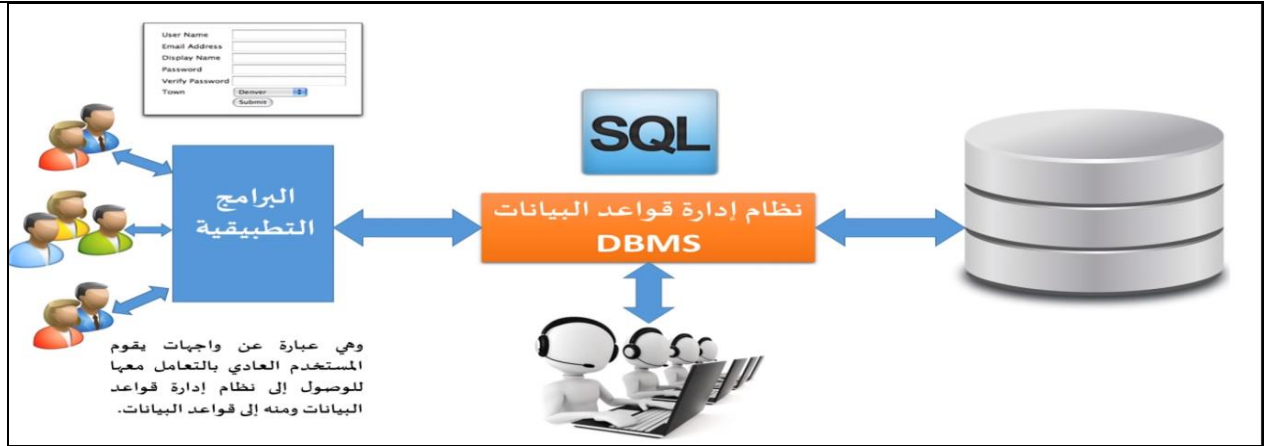 User Name
Email Address
Display Name
Password
Verify Password
Town Denver
Submit
SQL
البرامج
التطبيقية
نظام إدارة قواعد البيانات
DBMS
وهي عبارة عن واجهات يقوم
المستخدم العادي بالتعامل معها
للوصول إلى نظام إدارة قواعد
البيانات ومنه إلى قواعد البيانات.